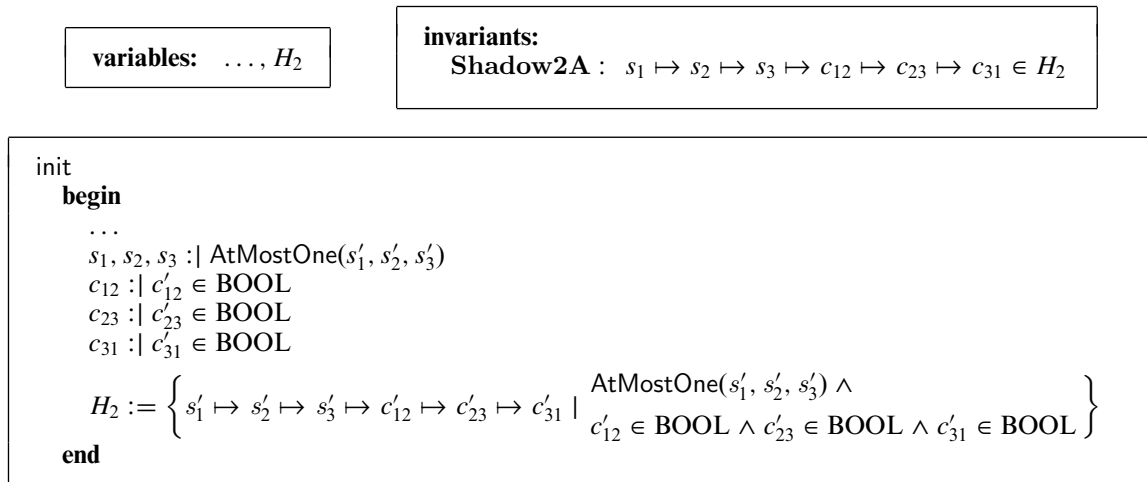 variables: . . . , H₂
invariants:
Shadow2A : s₁ ↦ s₂ ↦ s₃ ↦ c₁₂ ↦ c₂₃ ↦ c₃₁ ∈ H₂
init
begin
. . .
s₁, s₂, s₃ :| AtMostOne(s′₁, s′₂, s′₃)
c₁₂ :| c′₁₂ ∈ BOOL
c₂₃ :| c′₂₃ ∈ BOOL
c₃₁ :| c′₃₁ ∈ BOOL
H₂ := { s′₁ ↦ s′₂ ↦ s′₃ ↦ c′₁₂ ↦ c′₂₃ ↦ c′₃₁ | AtMostOne(s′₁, s′₂, s′₃) ∧
c′₁₂ ∈ BOOL ∧ c′₂₃ ∈ BOOL ∧ c′₃₁ ∈ BOOL }
end